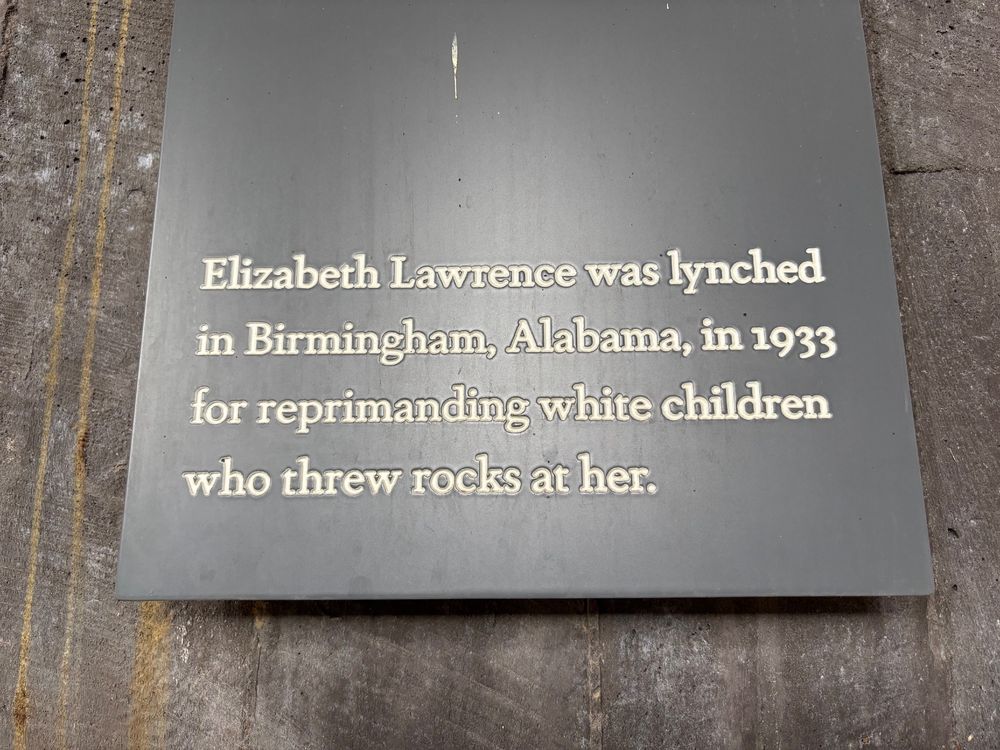 Elizabeth Lawrence was lynched
in Birmingham, Alabama, in 1933
for reprimanding white children
who threw rocks at her.